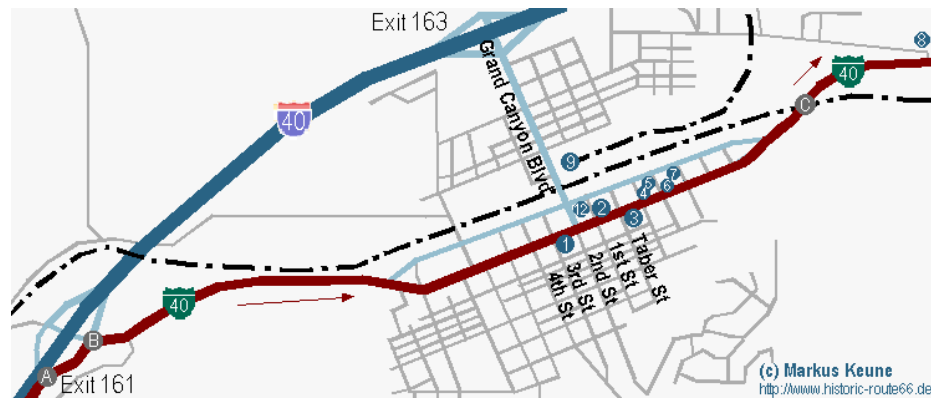 Exit 163
8
40
40
Grand Canyon Blvd
C
9
7
5
6
4
12
2
3
1
Taber St
1st St
2nd St
3rd St
4th St
40
B
A
Exit 161
(c) Markus Keune
http://www.historic-route66.de